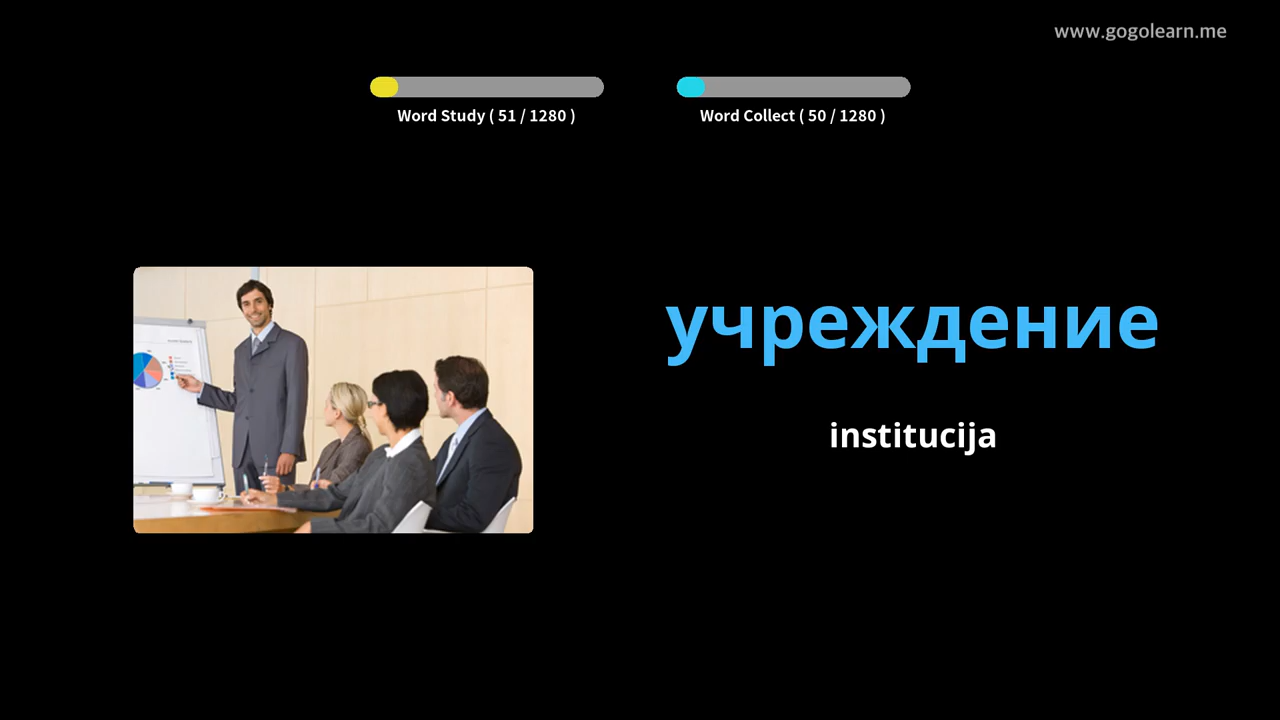 www.gogolearn.me
Word Study ( 51 / 1280 )
Word Collect ( 50 / 1280 )
учреждение
institucija